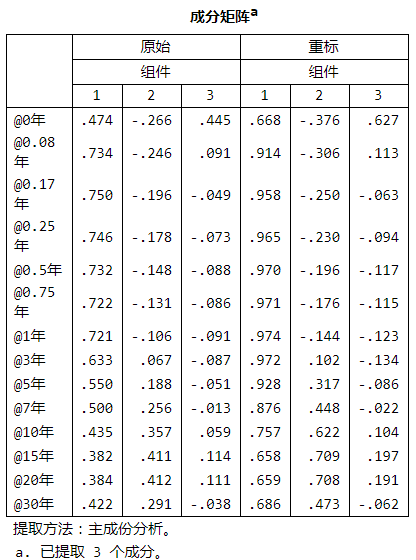 成分矩阵a
原始 重标
组件 组件
1 2 3 1 2 3
@0年 .474 -.266 .445 .668 -.376 .627
@0.08年 .734 -.246 .091 .914 -.306 .113
@0.17年 .750 -.196 -.049 .958 -.250 -.063
@0.25年 .746 -.178 -.073 .965 -.230 -.094
@0.5年 .732 -.148 -.088 .970 -.196 -.117
@0.75年 .722 -.131 -.086 .971 -.176 -.115
@1年 .721 -.106 -.091 .974 -.144 -.123
@3年 .633 .067 -.087 .972 .102 -.134
@5年 .550 .188 -.051 .928 .317 -.086
@7年 .500 .256 -.013 .876 .448 -.022
@10年 .435 .357 .059 .757 .622 .104
@15年 .382 .411 .114 .658 .709 .197
@20年 .384 .412 .111 .659 .708 .191
@30年 .422 .291 -.038 .686 .473 -.062
提取方法：主成份分析。
a. 已提取 3 个成分。